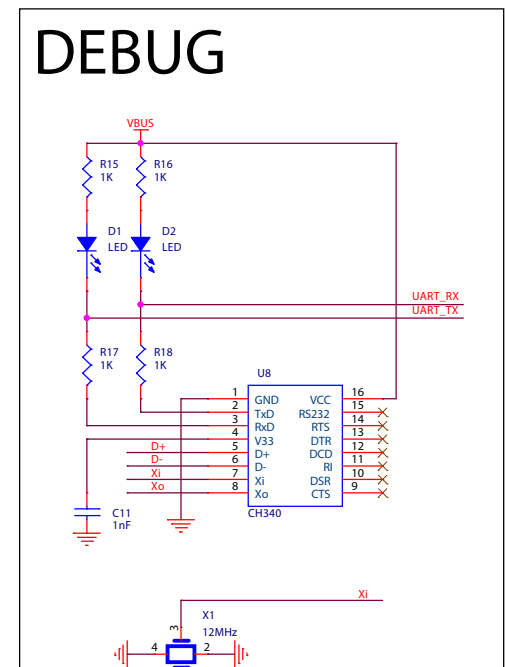 DEBUG
VBUS
R15 R16
1K 1K
D1 D2
LED LED
UART_RX
UART_TX
R17 R18
1K 1K
U8
1 GND VCC 16
2 TxD RS232 15
3 RxD RTS 14
4 V33 DTR 13
D+ 5 D+ DCD 12
D- 6 D- RI 11
Xi 7 Xi DSR 10
Xo 8 Xo CTS 9
C11 CH340
1nF
Xi
X1
3 12MHz
4 2